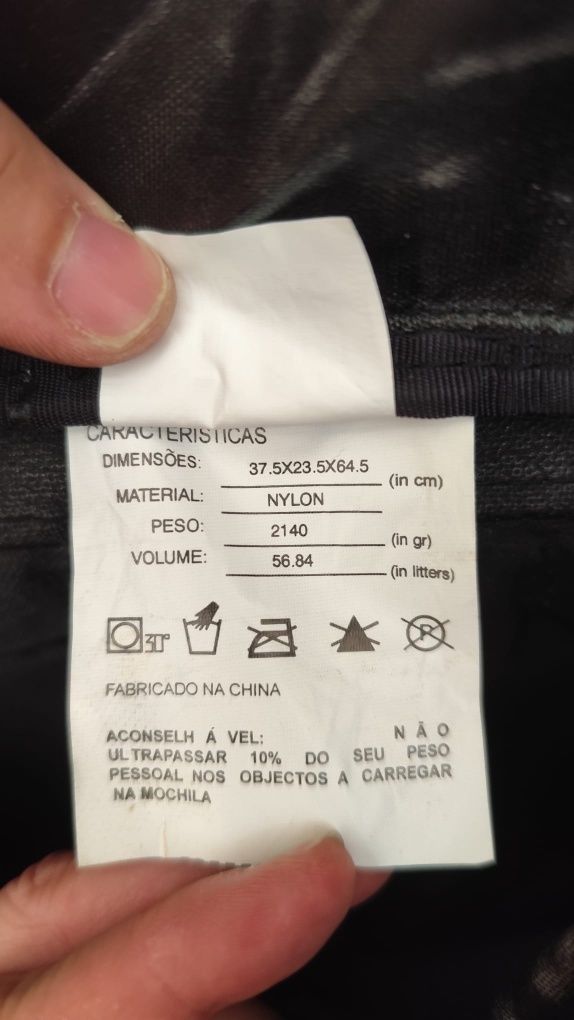 CARACTERÍSTICAS
DIMENSÕES: 37.5X23.5X64.5 (in cm)
MATERIAL: NYLON
PESO: 2140 (in gr)
VOLUME: 56.84 (in litters)
P
FABRICADO NA CHINA
ACONSELH Á VEL: N Ã O
ULTRAPASSAR 10% DO SEU PESO
PESSOAL NOS OBJECTOS A CARREGAR
NA MOCHILA